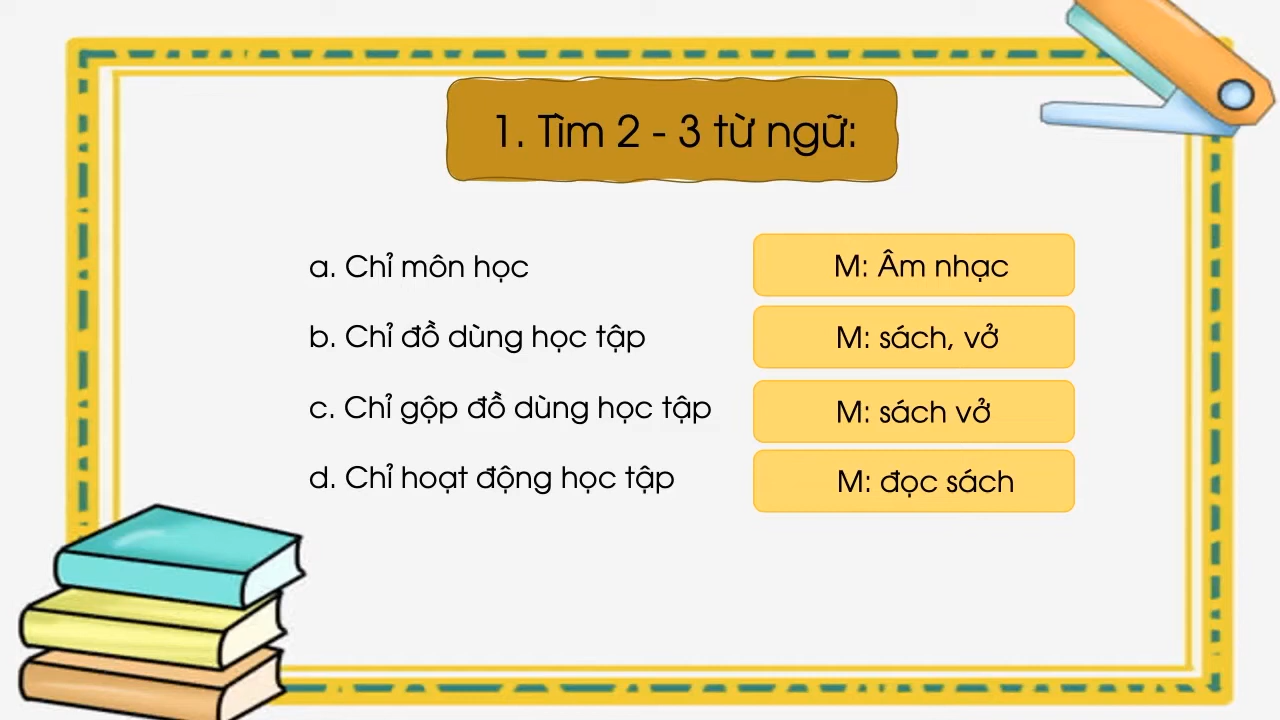 1. Tìm 2 - 3 từ ngữ:
a. Chỉ môn học
M: Âm nhạc
b. Chỉ đồ dùng học tập
M: sách, vở
c. Chỉ gộp đồ dùng học tập
M: sách vở
d. Chỉ hoạt động học tập
M: đọc sách